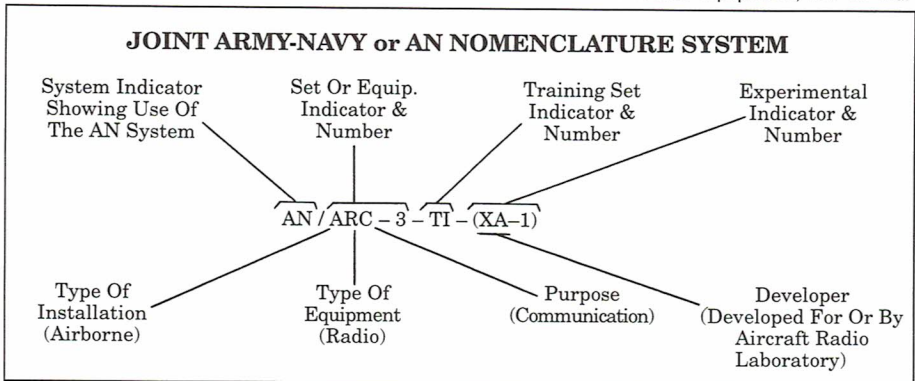 JOINT ARMY-NAVY or AN NOMENCLATURE SYSTEM
System Indicator
Showing Use Of
The AN System
Set Or Equip.
Indicator &
Number
Training Set
Indicator &
Number
Experimental
Indicator &
Number
AN / ARC – 3 – TI – (XA–1)
Type Of
Installation
(Airborne)
Type Of
Equipment
(Radio)
Purpose
(Communication)
Developer
(Developed For Or By
Aircraft Radio
Laboratory)